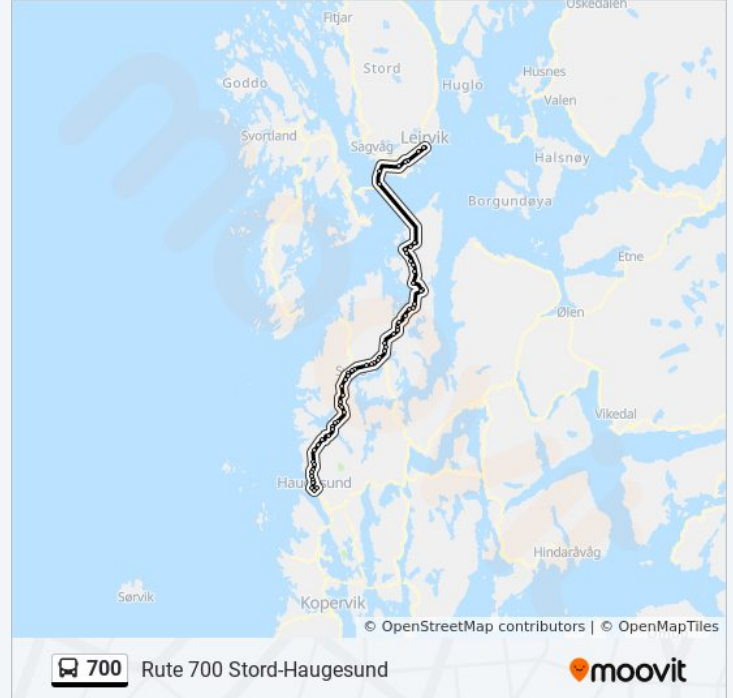 Oskedalen
Fitjar
Stord
Husnes
Goddo
Huglo
Valen
Svortland
Leirvik
Sagvåg
Halsnøy
Borgundøya
Etne
Ølen
Vikedal
Haugesund
Hindaråvåg
Sørvik
Kopervik
© OpenStreetMap contributors | © OpenMapTiles
700 Rute 700 Stord-Haugesund
moovit